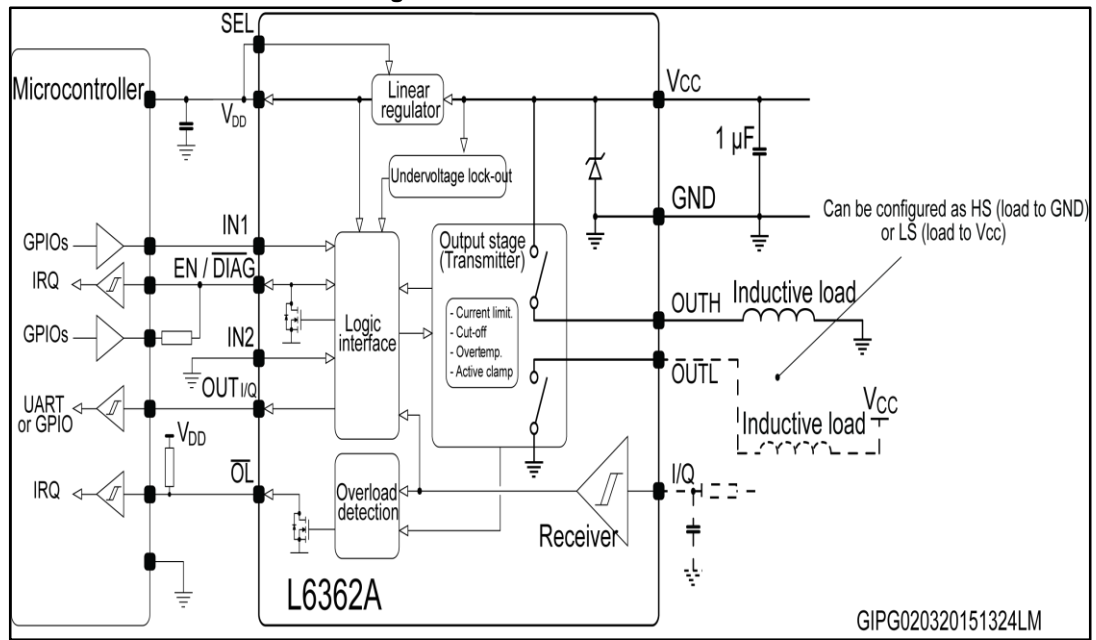 SEL
Microcontroller
VDD
Linear
regulator
Vcc
1 µF
Undervoltage lock-out
GND
Can be configured as HS (load to GND)
or LS (load to Vcc)
GPIOs
IN1
Output stage
(Transmitter)
IRQ
EN / DIAG
GPIOs
IN2
Logic
interface
- Current limit.
- Cut-off
- Overtemp.
- Active clamp
OUTH
Inductive load
OUTL
UART
or GPIO
OUT I/Q
VCC
Inductive load
VDD
IRQ
OL
Overload
detection
Receiver
I/Q
L6362A
GIPG020320151324LM